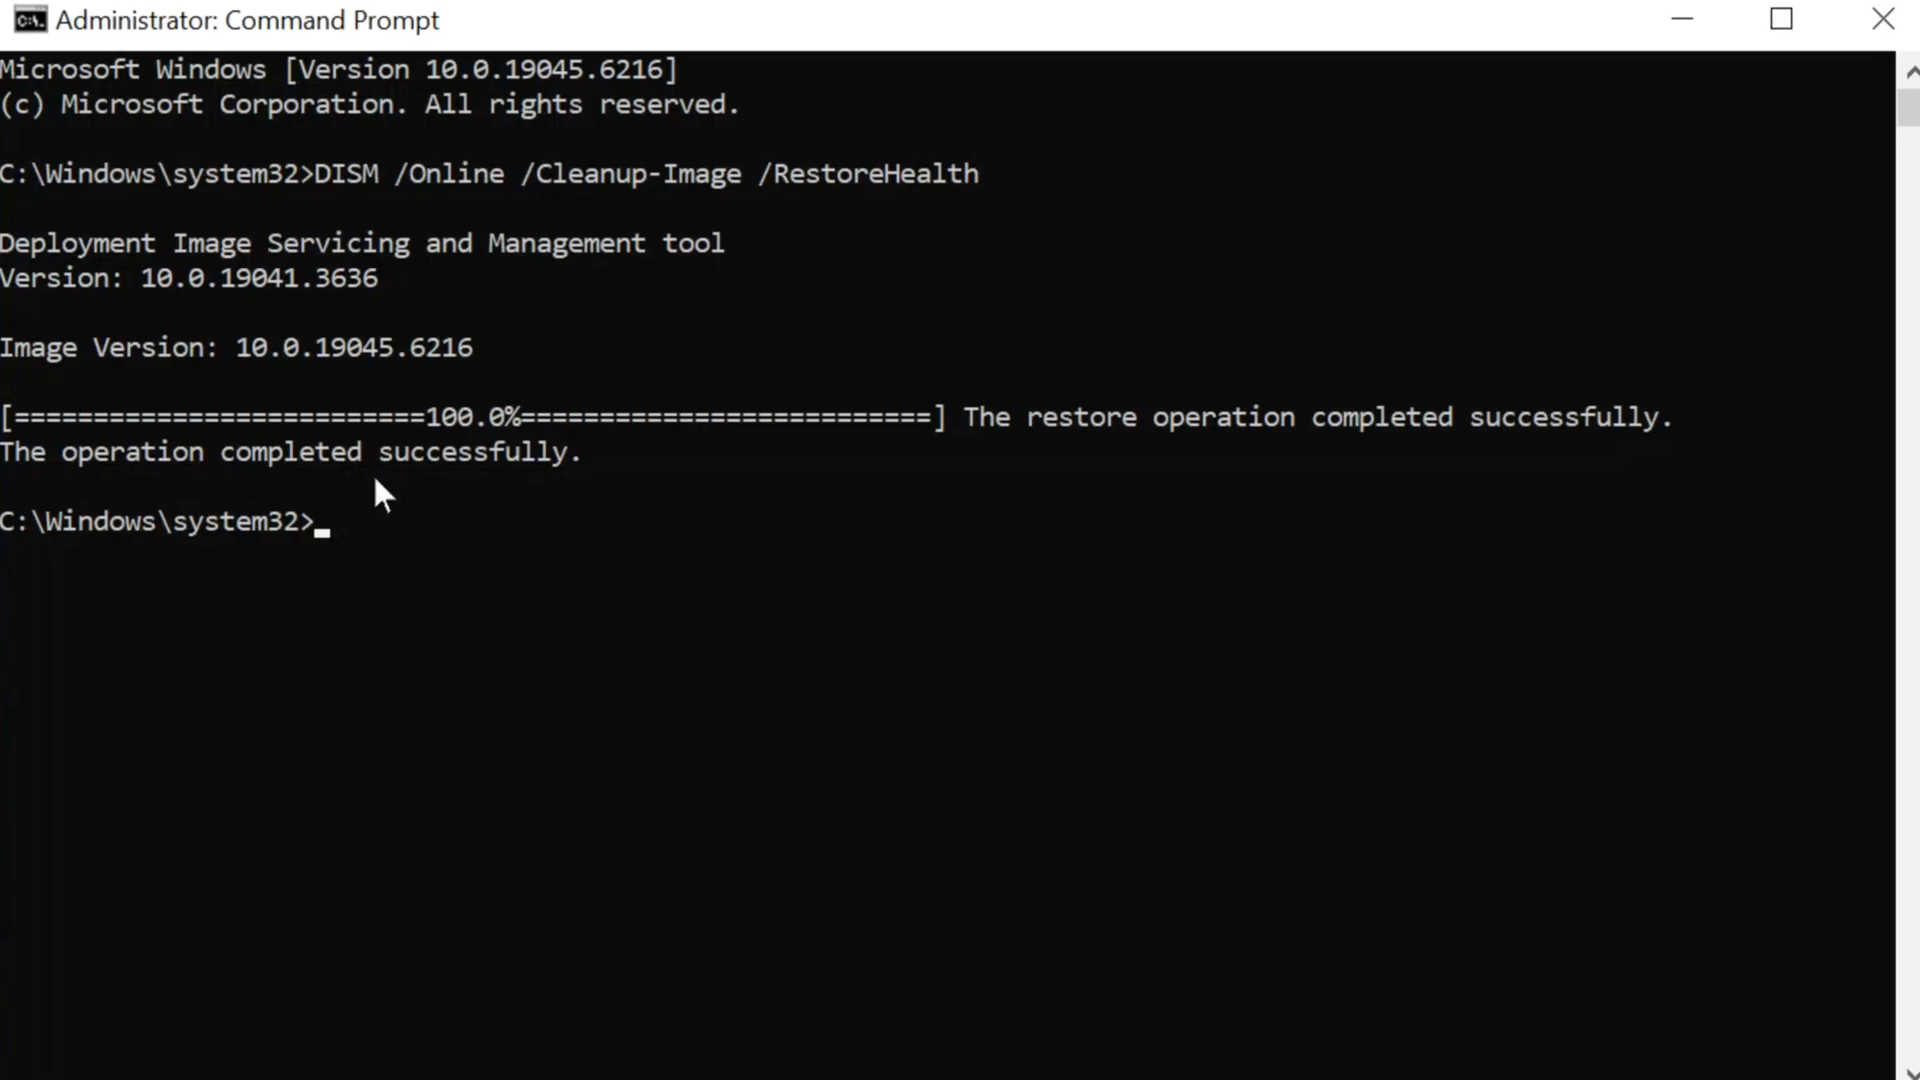 Administrator: Command Prompt
Microsoft Windows [Version 10.0.19045.6216]
(c) Microsoft Corporation. All rights reserved.
C:\Windows\system32>DISM /Online /Cleanup-Image /RestoreHealth
Deployment Image Servicing and Management tool
Version: 10.0.19041.3636
Image Version: 10.0.19045.6216
[==========================100.0%==========================] The restore operation completed successfully.
The operation completed successfully.
C:\Windows\system32>